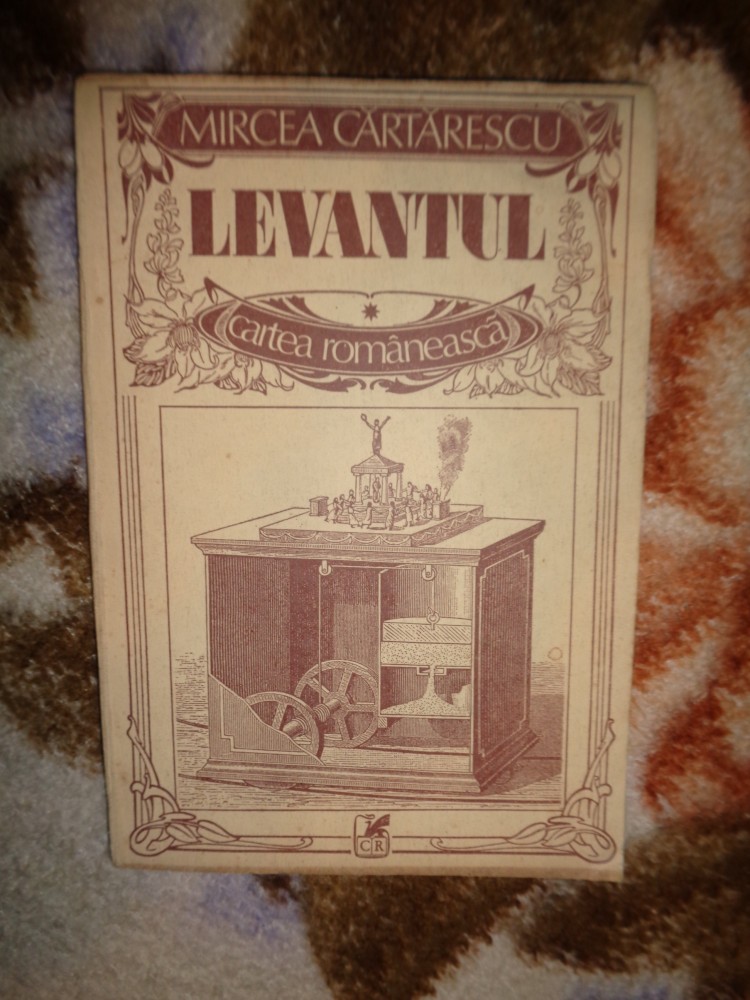 MIRCEA CĂRTĂRESCU
LEVANTUL
cartea românească
CR